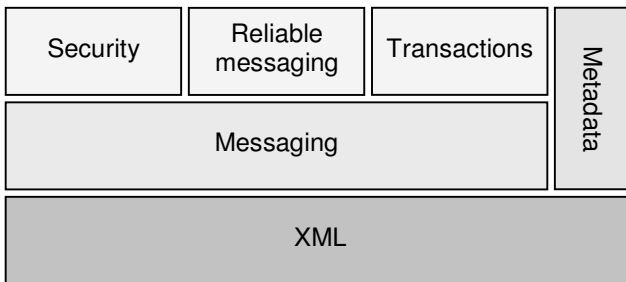 Security
Reliable
messaging
Transactions
Metadata
Messaging
XML